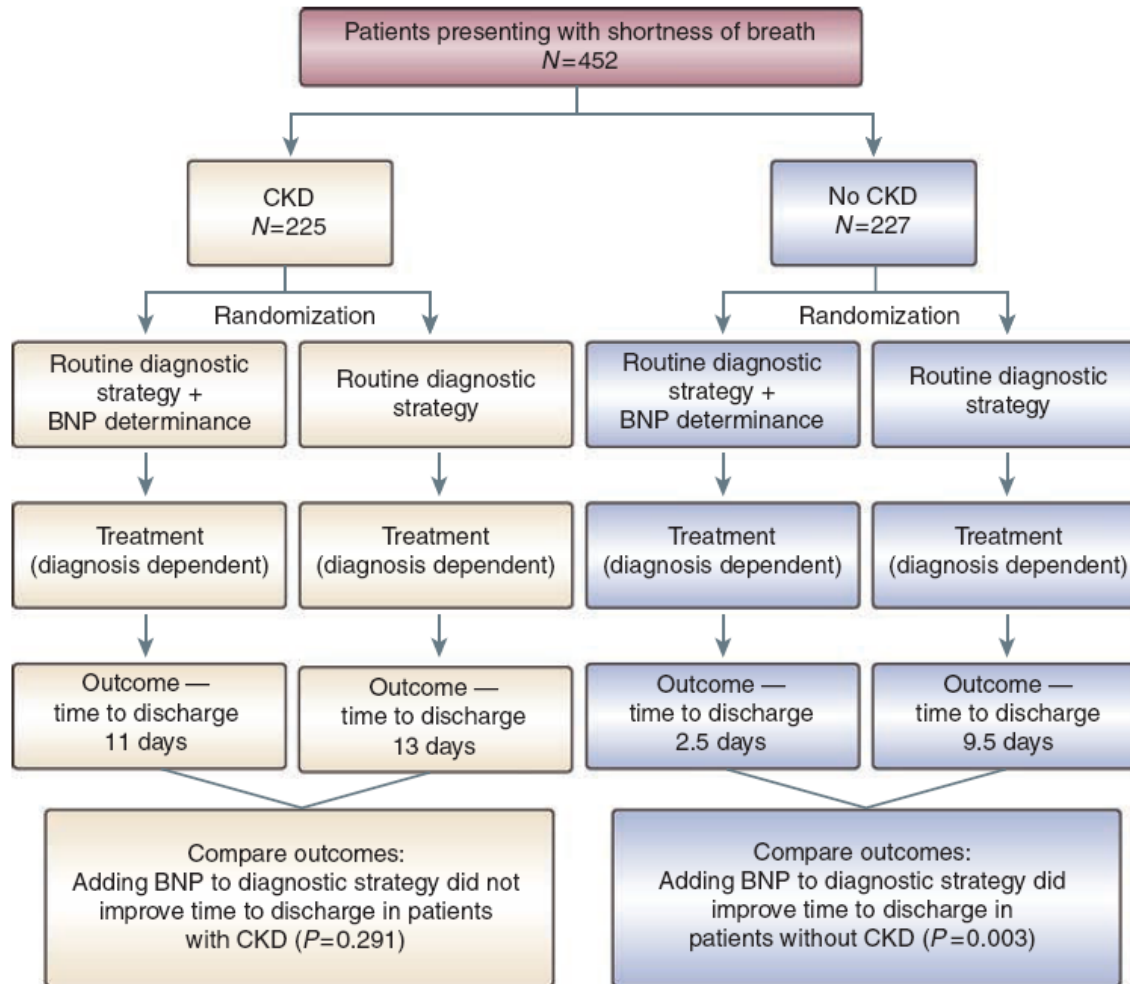 Patients presenting with shortness of breath
N=452
CKD
N=225
No CKD
N=227
Randomization
Randomization
Routine diagnostic
strategy +
BNP determinance
Routine diagnostic
strategy
Routine diagnostic
strategy +
BNP determinance
Routine diagnostic
strategy
Treatment
(diagnosis dependent)
Treatment
(diagnosis dependent)
Treatment
(diagnosis dependent)
Treatment
(diagnosis dependent)
Outcome —
time to discharge
11 days
Outcome —
time to discharge
13 days
Outcome —
time to discharge
2.5 days
Outcome —
time to discharge
9.5 days
Compare outcomes:
Adding BNP to diagnostic strategy did not
improve time to discharge in patients
with CKD (P=0.291)
Compare outcomes:
Adding BNP to diagnostic strategy did
improve time to discharge in
patients without CKD (P=0.003)